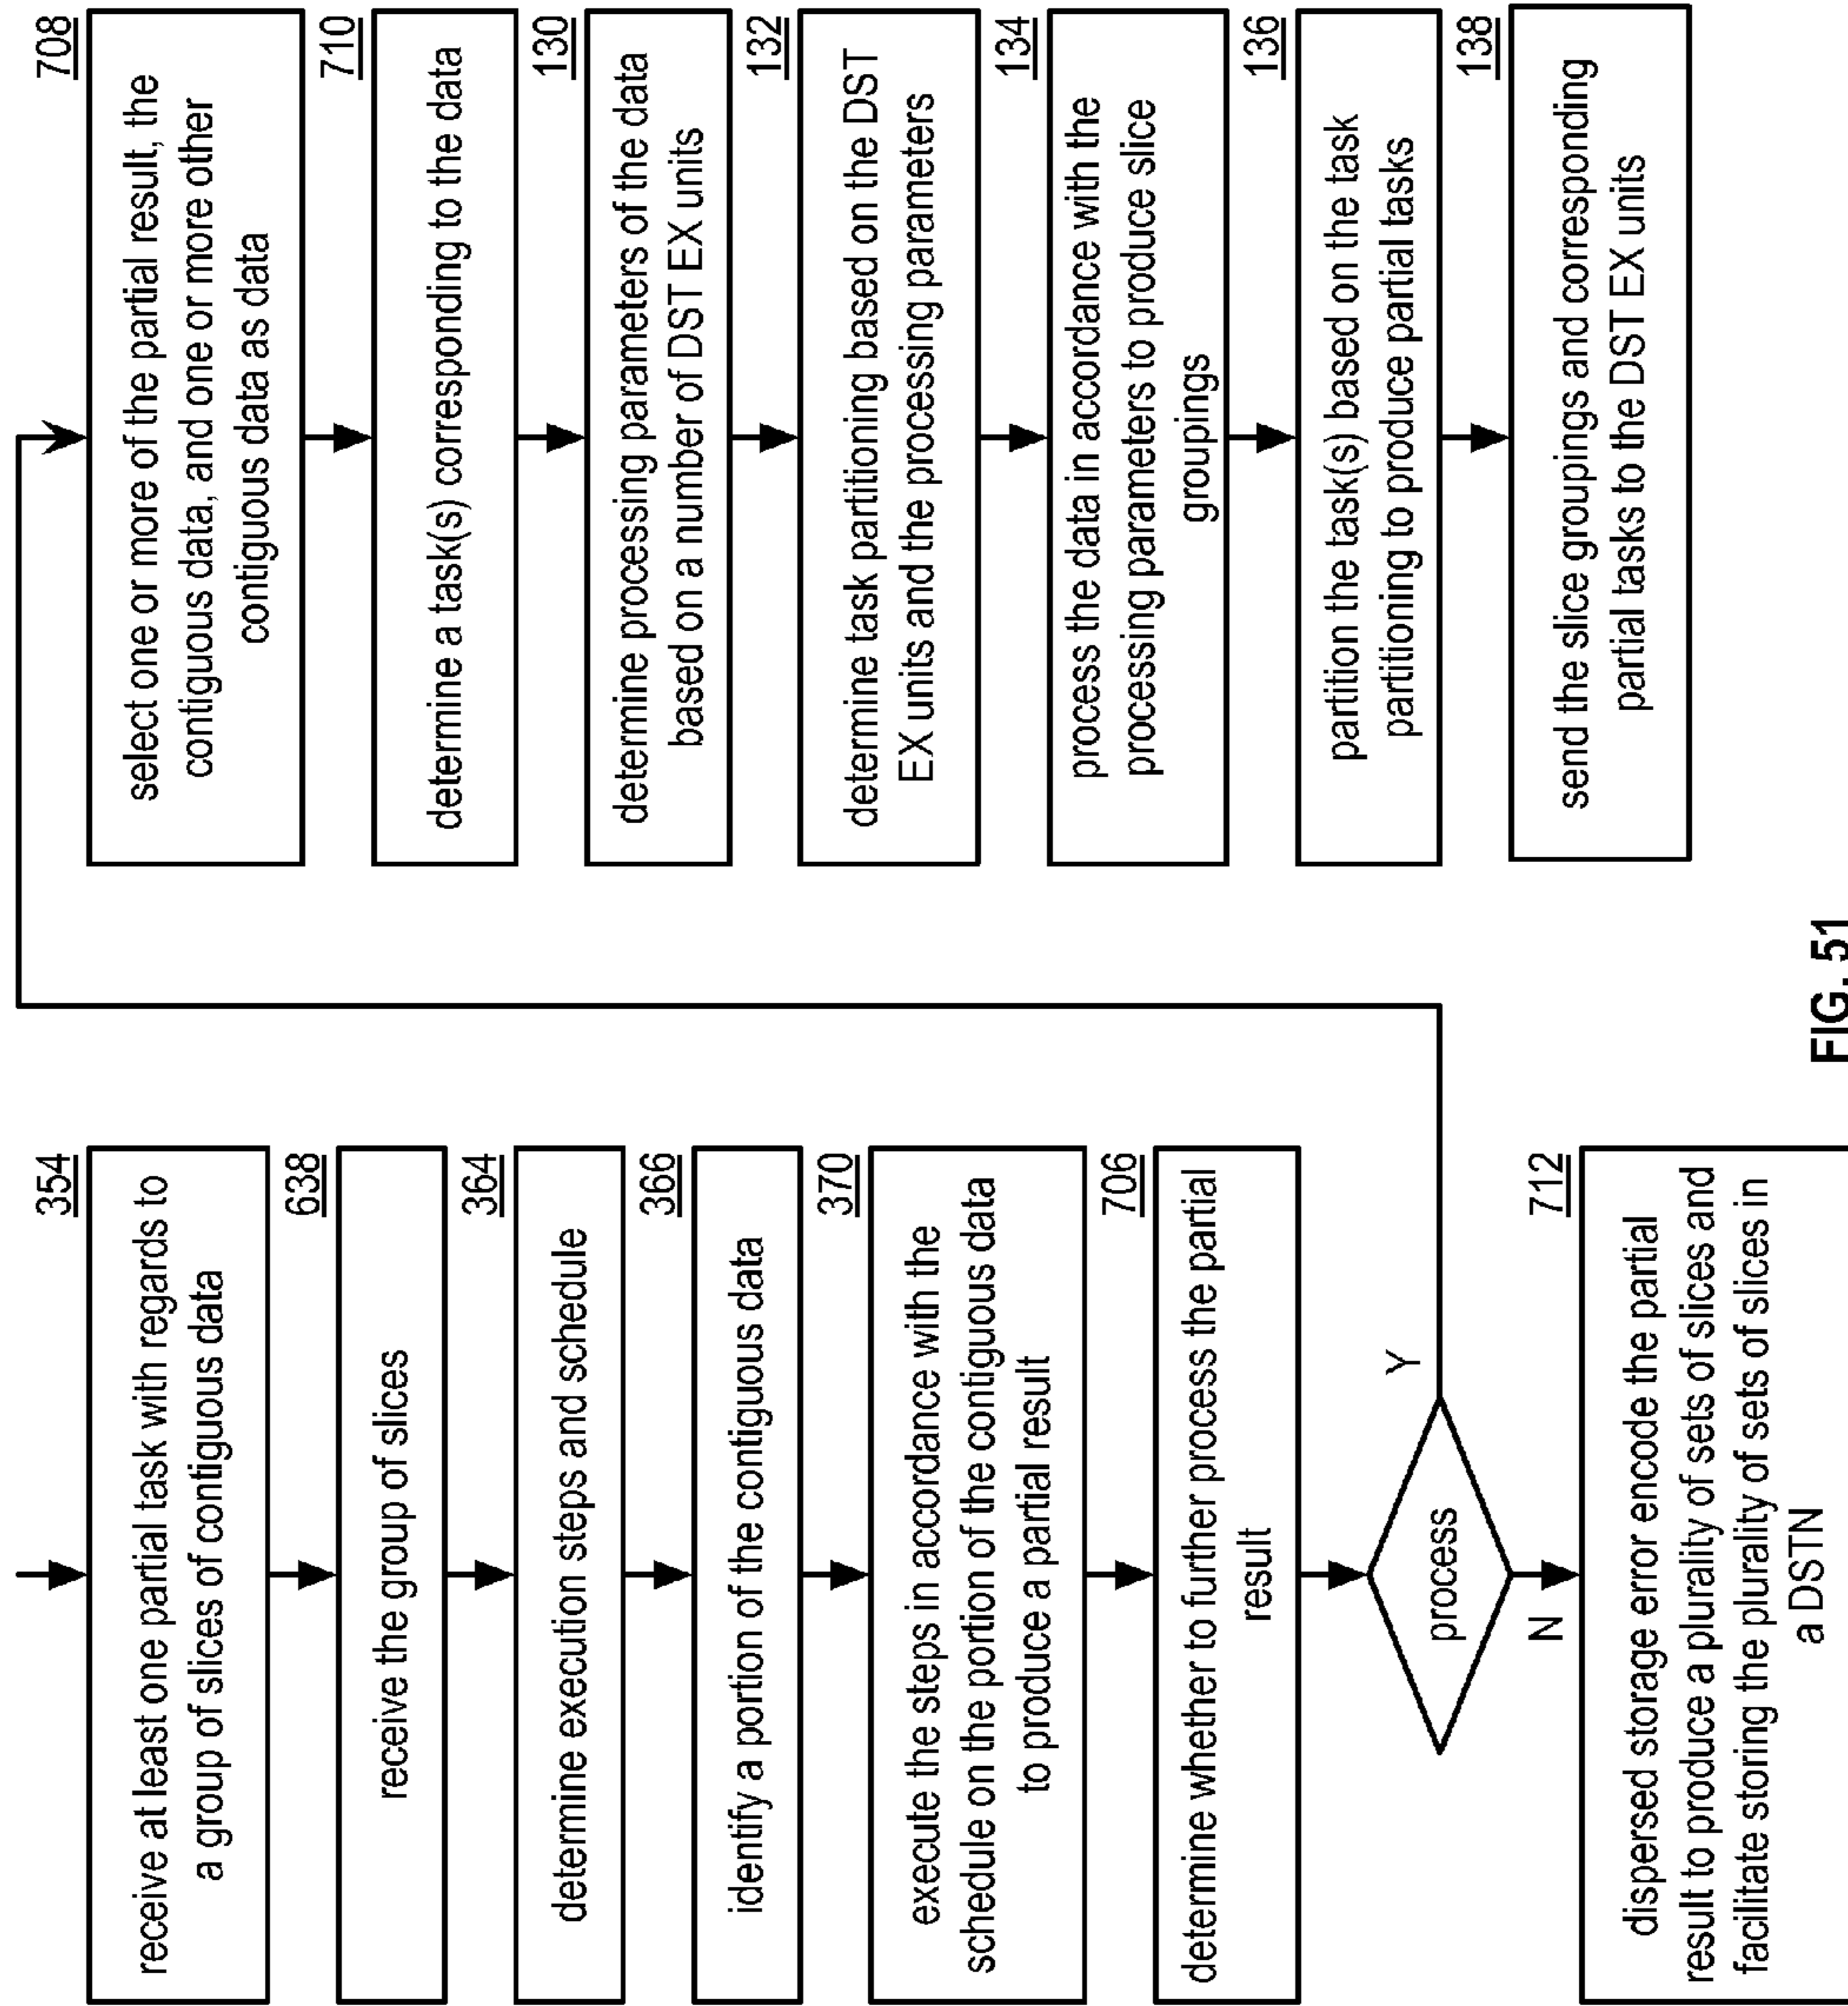 354
receive at least one partial task with regards to
a group of slices of contiguous data
638
receive the group of slices
364
determine execution steps and schedule
366
identify a portion of the contiguous data
370
execute the steps in accordance with the
schedule on the portion of the contiguous data
to produce a partial result
706
determine whether to further process the partial
result
process
Y
N
712
dispersed storage error encode the partial
result to produce a plurality of sets of slices and
facilitate storing the plurality of sets of slices in
a DSTN
708
select one or more of the partial result, the
contiguous data, and one or more other
contiguous data as data
710
determine a task(s) corresponding to the data
130
determine processing parameters of the data
based on a number of DST EX units
132
determine task partitioning based on the DST
EX units and the processing parameters
134
process the data in accordance with the
processing parameters to produce slice
groupings
136
partition the task(s) based on the task
partitioning to produce partial tasks
138
send the slice groupings and corresponding
partial tasks to the DST EX units
FIG. 51